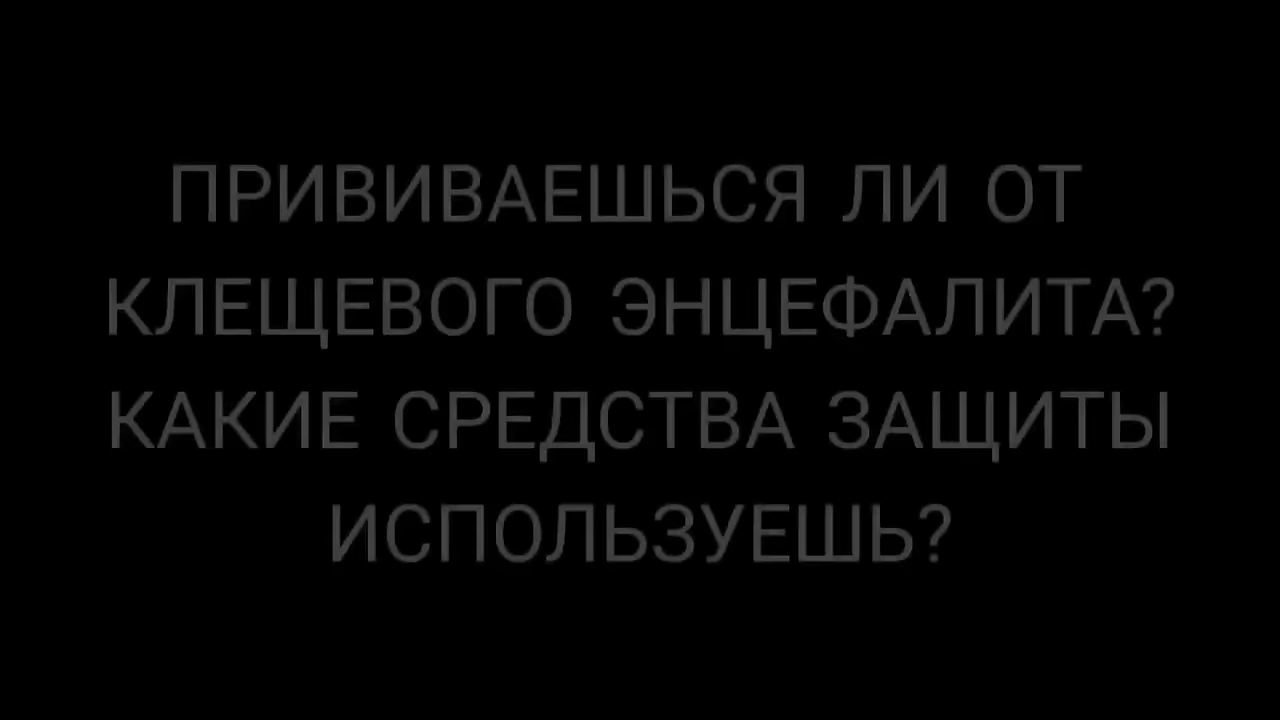 ПРИВИВАЕШЬСЯ ЛИ ОТ
КЛЕЩЕВОГО ЭНЦЕФАЛИТА?
КАКИЕ СРЕДСТВА ЗАЩИТЫ
ИСПОЛЬЗУЕШЬ?